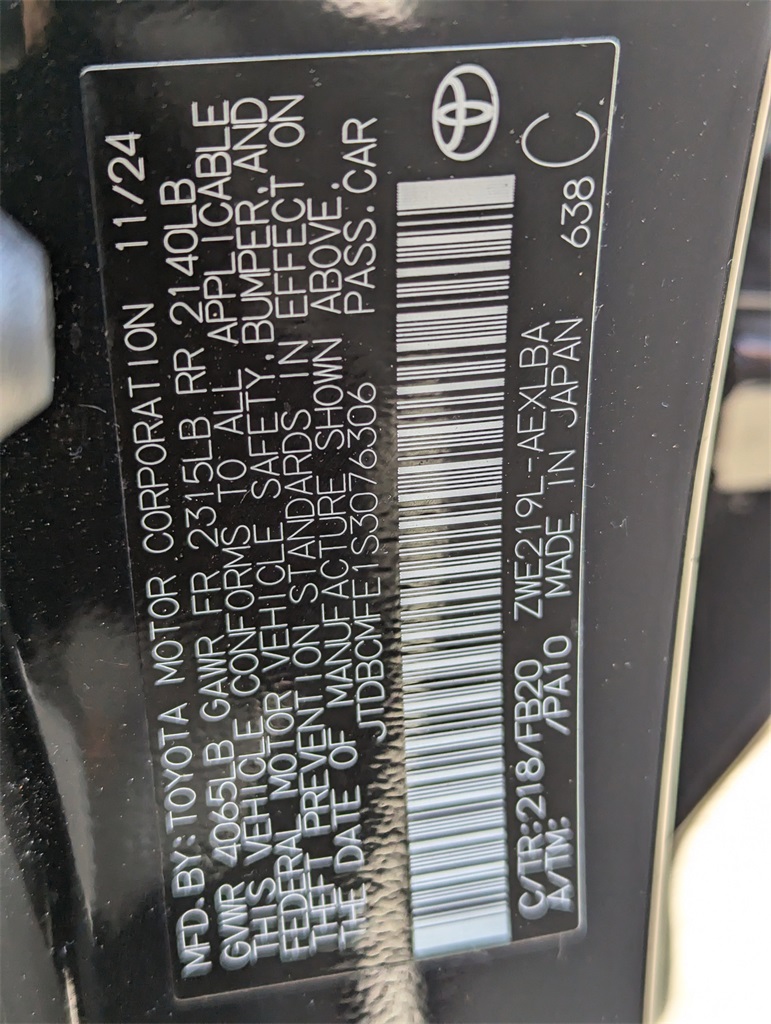 MFD. BY: TOYOTA MOTOR CORPORATION 11/24
GVWR 4065LB GAWR FR 2315LB RR 2140LB
THIS VEHICLE CONFORMS TO ALL APPLICABLE
FEDERAL MOTOR VEHICLE SAFETY, BUMPER, AND
THEFT PREVENTION STANDARDS IN EFFECT ON
THE DATE OF MANUFACTURE SHOWN ABOVE.
JTDBCMFE1S3076306 PASS. CAR
C/TR: 218/FB20 ZWE219L-AEXLBA
A/TM: /PA10 MADE IN JAPAN 638 C